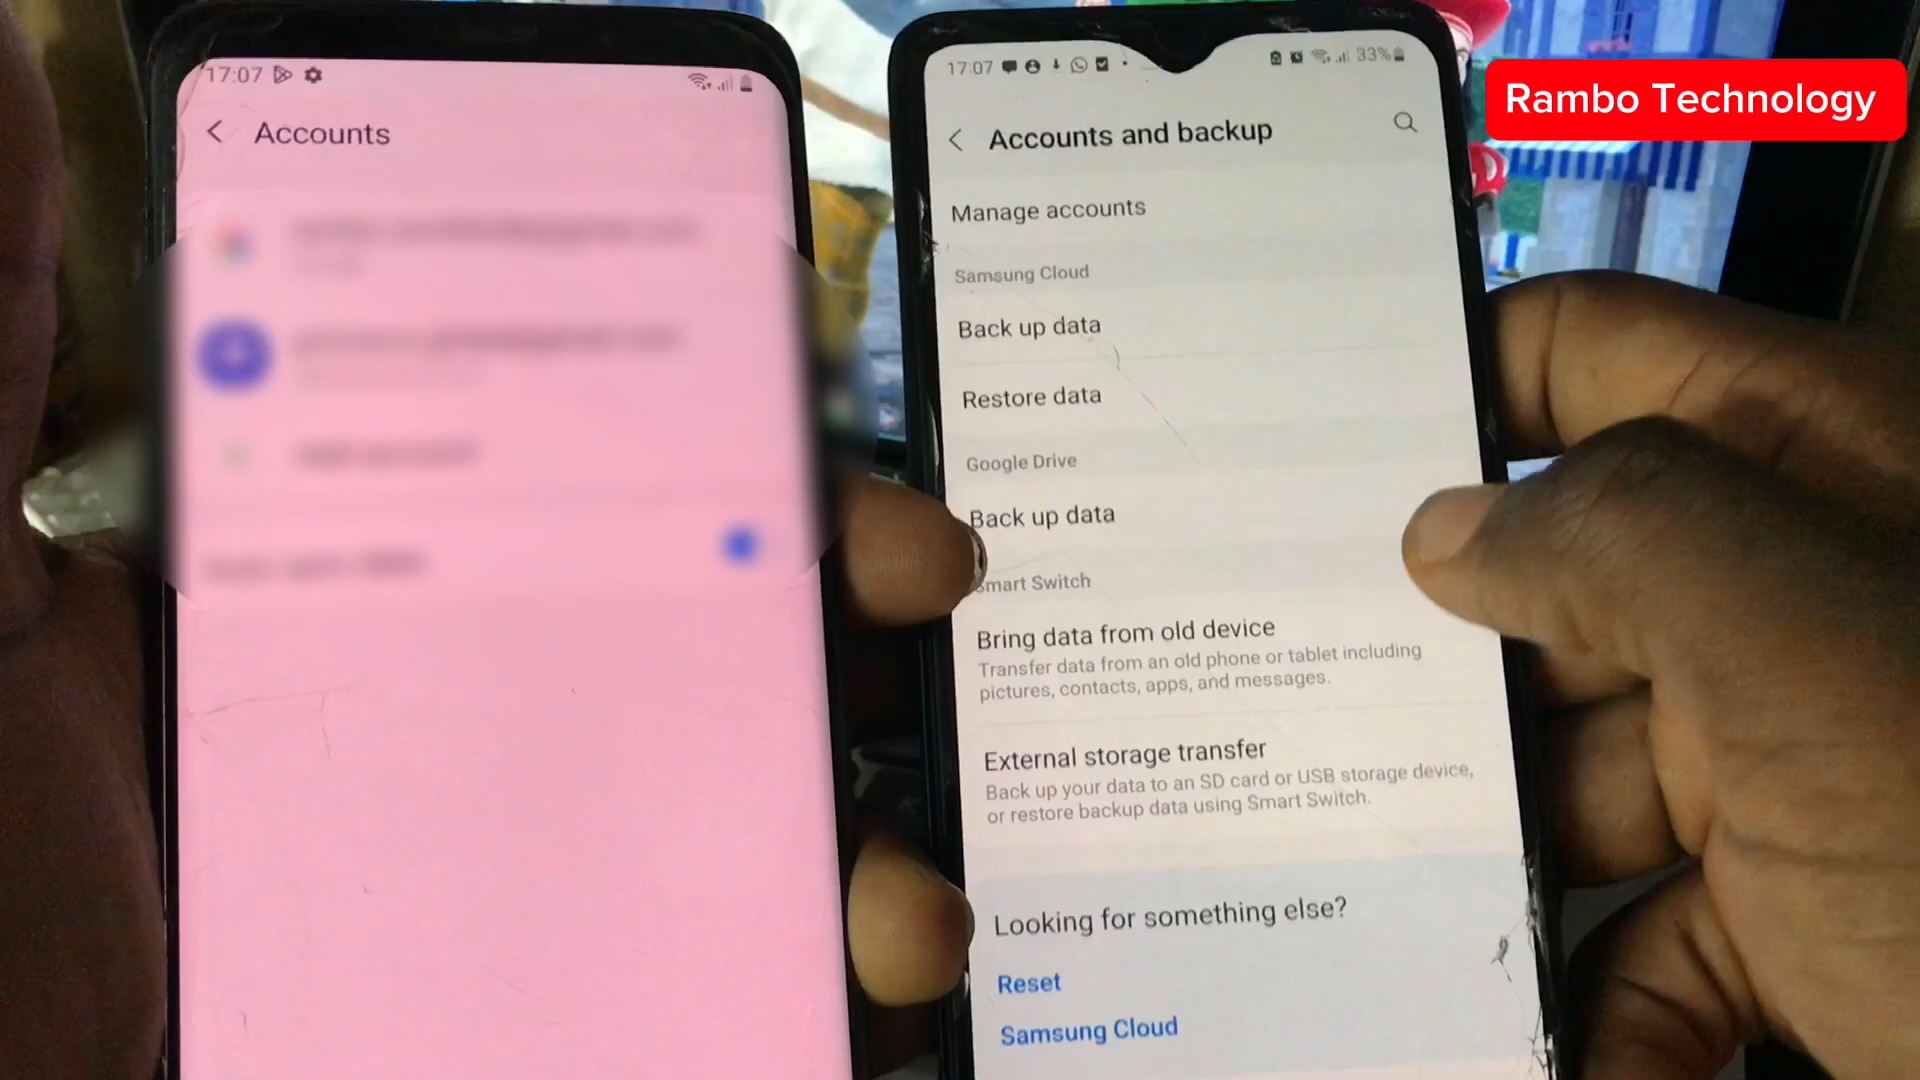 17:07
Accounts
17:07
33%
Accounts and backup
Manage accounts
Samsung Cloud
Back up data
Restore data
Google Drive
Back up data
Smart Switch
Bring data from old device
Transfer data from an old phone or tablet including
pictures, contacts, apps, and messages.
External storage transfer
Back up your data to an SD card or USB storage device,
or restore backup data using Smart Switch.
Looking for something else?
Reset
Samsung Cloud
Rambo Technology